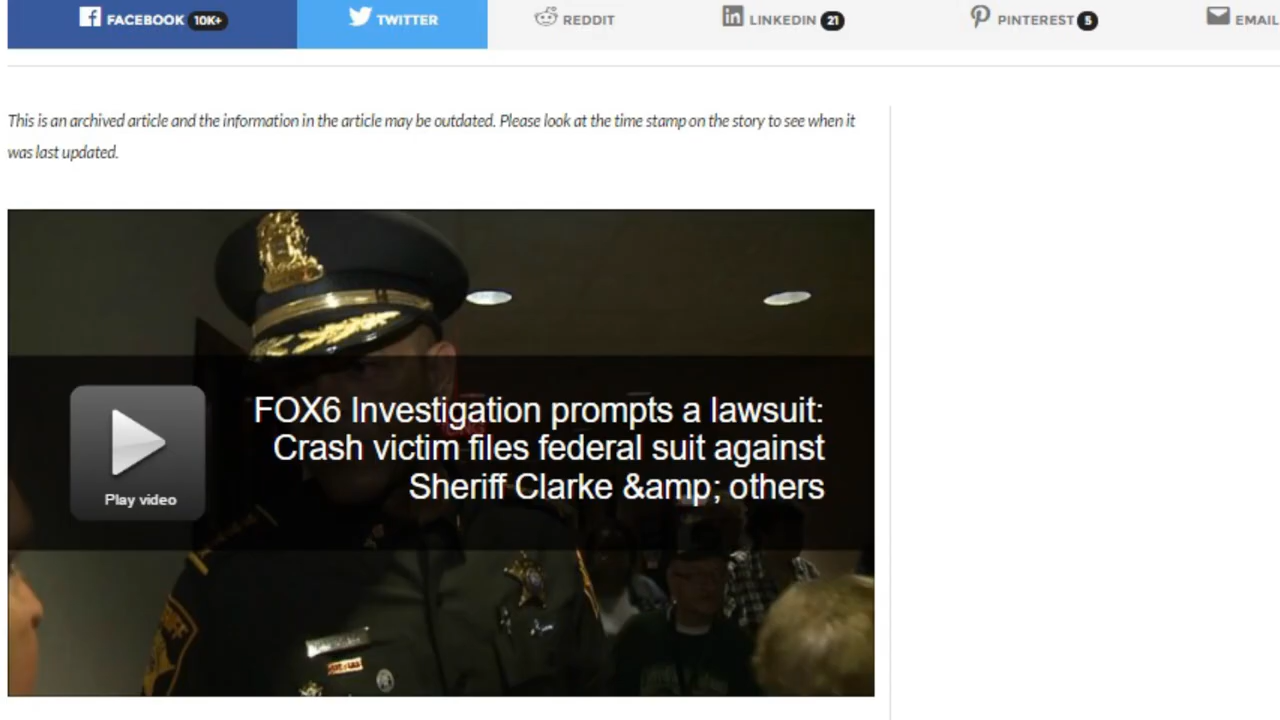 FACEBOOK 10K+ TWITTER REDDIT LINKEDIN 21 PINTEREST 5 EMAIL
This is an archived article and the information in the article may be outdated. Please look at the time stamp on the story to see when it
was last updated.
FOX6 Investigation prompts a lawsuit:
Crash victim files federal suit against
Sheriff Clarke &amp; others
Play video